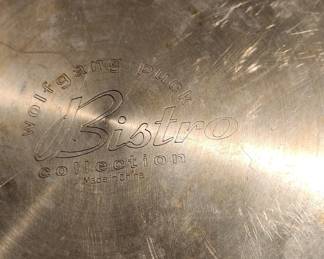 wolfgang puck
Bistro
collection
Made in China